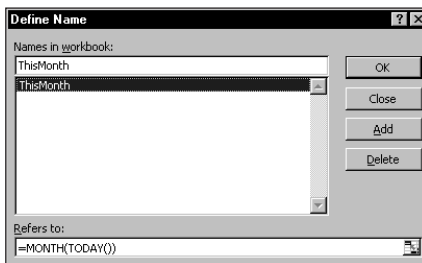 Define Name
Names in workbook:
ThisMonth
ThisMonth
OK
Close
Add
Delete
Refers to:
=MONTH(TODAY())